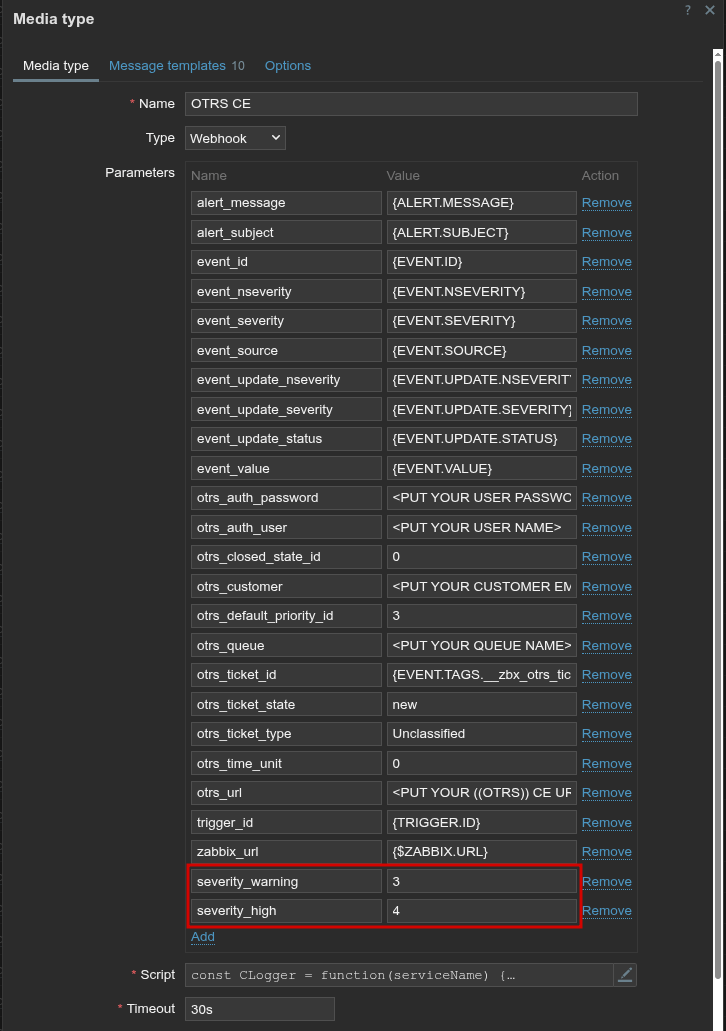 Media type
?
Media type Message templates 10 Options
* Name OTRS CE
Type Webhook
Parameters Name Value Action
alert_message {ALERT.MESSAGE} Remove
alert_subject {ALERT.SUBJECT} Remove
event_id {EVENT.ID} Remove
event_nseverity {EVENT.NSEVERITY} Remove
event_severity {EVENT.SEVERITY} Remove
event_source {EVENT.SOURCE} Remove
event_update_nseverity {EVENT.UPDATE.NSEVERIT Remove
event_update_severity {EVENT.UPDATE.SEVERITY} Remove
event_update_status {EVENT.UPDATE.STATUS} Remove
event_value {EVENT.VALUE} Remove
otrs_auth_password <PUT YOUR USER PASSWO Remove
otrs_auth_user <PUT YOUR USER NAME> Remove
otrs_closed_state_id 0 Remove
otrs_customer <PUT YOUR CUSTOMER EM Remove
otrs_default_priority_id 3 Remove
otrs_queue <PUT YOUR QUEUE NAME> Remove
otrs_ticket_id {EVENT.TAGS.__zbx_otrs_tic Remove
otrs_ticket_state new Remove
otrs_ticket_type Unclassified Remove
otrs_time_unit 0 Remove
otrs_url <PUT YOUR ((OTRS)) CE UR Remove
trigger_id {TRIGGER.ID} Remove
zabbix_url {$ZABBIX.URL} Remove
severity_warning 3 Remove
severity_high 4 Remove
Add
* Script const CLogger = function(serviceName) {…
* Timeout 30s